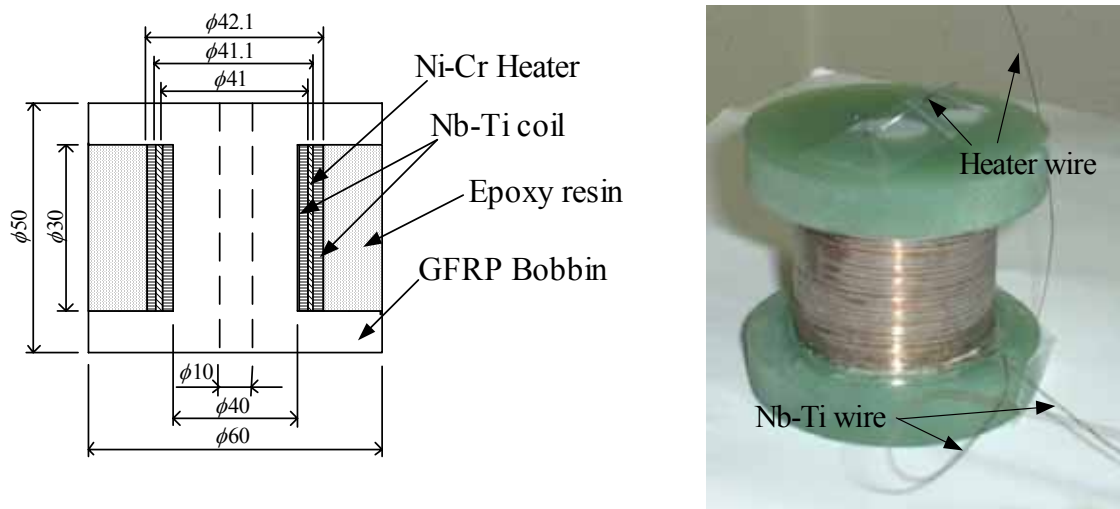 ϕ42.1
ϕ41.1
ϕ41
Ni-Cr Heater
Nb-Ti coil
Epoxy resin
GFRP Bobbin
ϕ50
ϕ30
ϕ10
ϕ40
ϕ60
Heater wire
Nb-Ti wire